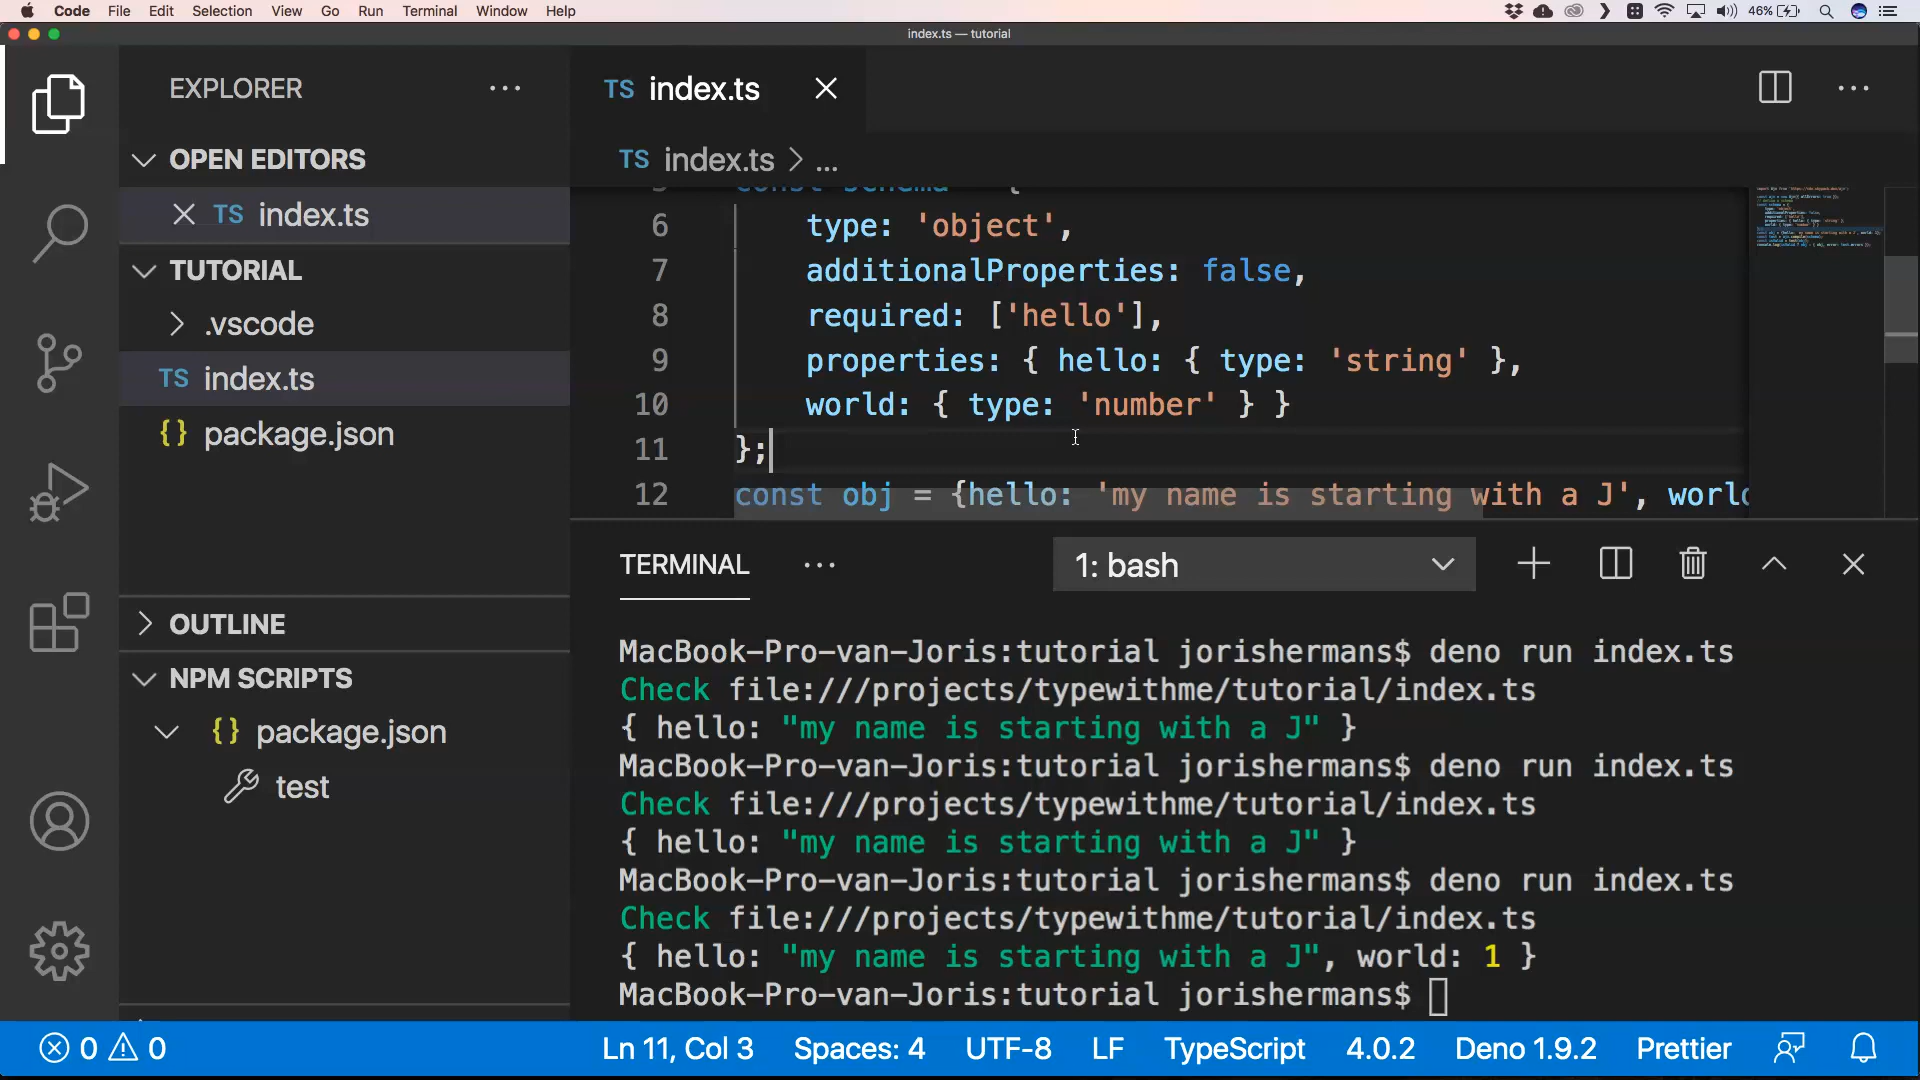 Code File Edit Selection View Go Run Terminal Window Help 46%
index.ts — tutorial
EXPLORER
OPEN EDITORS
TS index.ts
TUTORIAL
.vscode
TS index.ts
{} package.json
OUTLINE
NPM SCRIPTS
{} package.json
test
TS index.ts
TS index.ts > ...
5 const schema = {
6 type: 'object',
7 additionalProperties: false,
8 required: ['hello'],
9 properties: { hello: { type: 'string' },
10 world: { type: 'number' } }
11 };
12 const obj = {hello: 'my name is starting with a J', world
TERMINAL ... 1: bash
MacBook-Pro-van-Joris:tutorial jorishermans$ deno run index.ts
Check file:///projects/typewithme/tutorial/index.ts
{ hello: "my name is starting with a J" }
MacBook-Pro-van-Joris:tutorial jorishermans$ deno run index.ts
Check file:///projects/typewithme/tutorial/index.ts
{ hello: "my name is starting with a J" }
MacBook-Pro-van-Joris:tutorial jorishermans$ deno run index.ts
Check file:///projects/typewithme/tutorial/index.ts
{ hello: "my name is starting with a J", world: 1 }
MacBook-Pro-van-Joris:tutorial jorishermans$
0 0 Ln 11, Col 3 Spaces: 4 UTF-8 LF TypeScript 4.0.2 Deno 1.9.2 Prettier